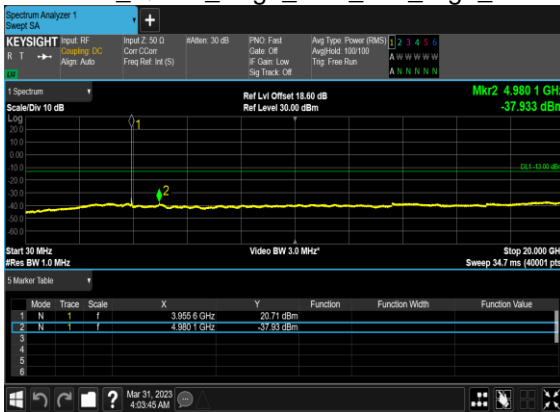 Spectrum Analyzer 1
Swept SA
+
KEYSIGHT Input: RF Input Z: 50 Ω #Atten: 30 dB PNO: Fast Avg Type: Power (RMS) 1 2 3 4 5 6
R T Coupling: DC Corr CCorr Gate: Off Avg|Hold: 100/100 A W W W W W
Align: Auto Freq Ref: Int (S) IF Gain: Low Trig: Free Run
Sig Track: Off A N N N N N
1 Spectrum Ref Lvl Offset 18.60 dB Mkr2 4.980 1 GHz
Scale/Div 10 dB Ref Level 30.00 dBm -37.933 dBm
Log
1
20.0
10.0
0.00
-10.0
DL1 -13.00 dBm
-20.0
2
-30.0
-40.0
-50.0
-60.0
Start 30 MHz Video BW 3.0 MHz* Stop 20.000 GH
#Res BW 1.0 MHz Sweep 34.7 ms (40001 pts
5 Marker Table
Mode Trace Scale X Y Function Function Width Function Value
1 N 1 f 3.955 6 GHz 20.71 dBm
2 N 1 f 4.980 1 GHz -37.93 dBm
3
4
5
6
? Mar 31, 2023
4:03:45 AM